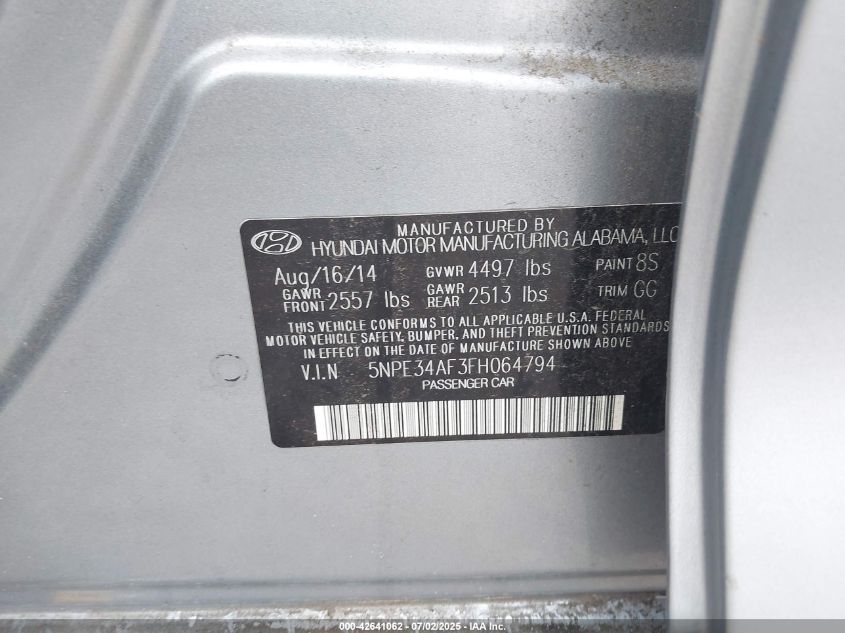 MANUFACTURED BY
HYUNDAI MOTOR MANUFACTURING ALABAMA, LLC
Aug/16/14 GVWR 4497 lbs PAINT 8S
GAWR FRONT 2557 lbs GAWR REAR 2513 lbs TRIM GG
THIS VEHICLE CONFORMS TO ALL APPLICABLE U.S.A. FEDERAL
MOTOR VEHICLE SAFETY, BUMPER, AND THEFT PREVENTION STANDARDS
IN EFFECT ON THE DATE OF MANUFACTURE SHOWN ABOVE
V.I.N 5NPE34AF3FH064794
PASSENGER CAR
000-42641062 - 07/02/2025 - IAA Inc.